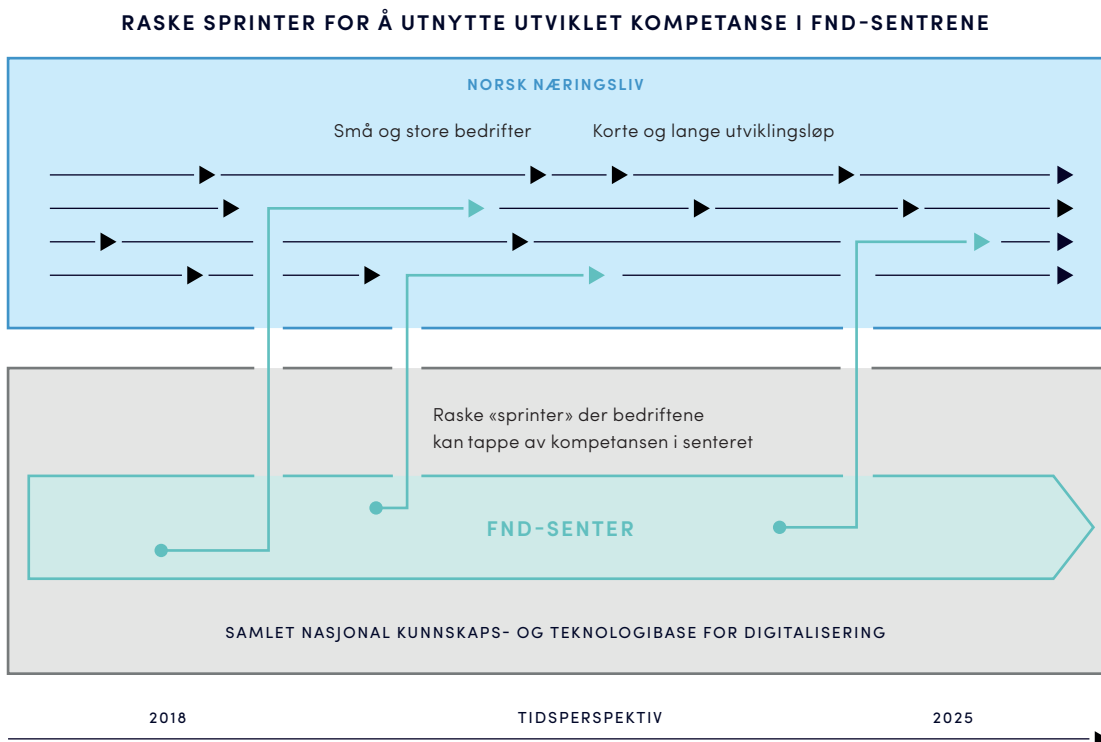 RASKE SPRINTER FOR Å UTNYTTE UTVIKLET KOMPETANSE I FND-SENTRENE
NORSK NÆRINGSLIV
Små og store bedrifter
Korte og lange utviklingsløp
Raske «sprinter» der bedriftene
kan tappe av kompetansen i senteret
FND-SENTER
SAMLET NASJONAL KUNNSKAPS- OG TEKNOLOGIBASE FOR DIGITALISERING
2018
TIDSPERSPEKTIV
2025